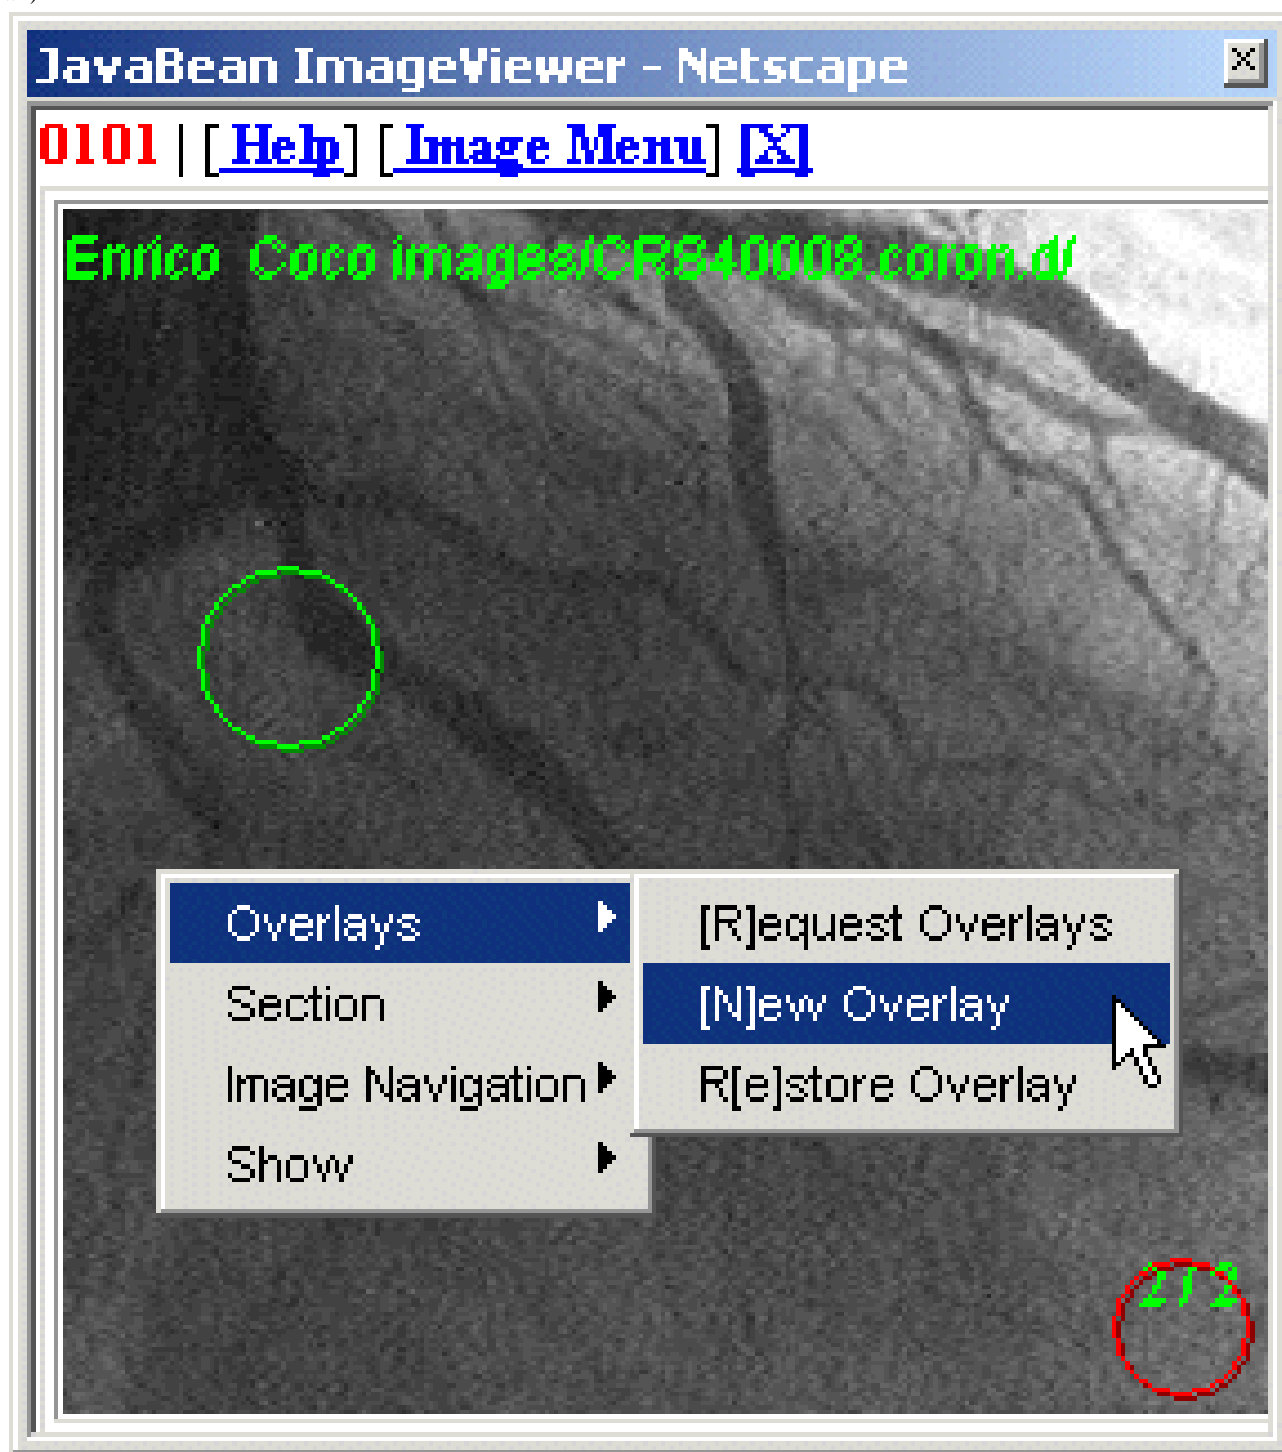 JavaBean ImageViewer - Netscape
0101 | [ Help] [ Image Menu] [X]
Enrico Coco images/CR840008.coron.d/
Overlays
[R]equest Overlays
Section
[N]ew Overlay
Image Navigation
R[e]store Overlay
Show